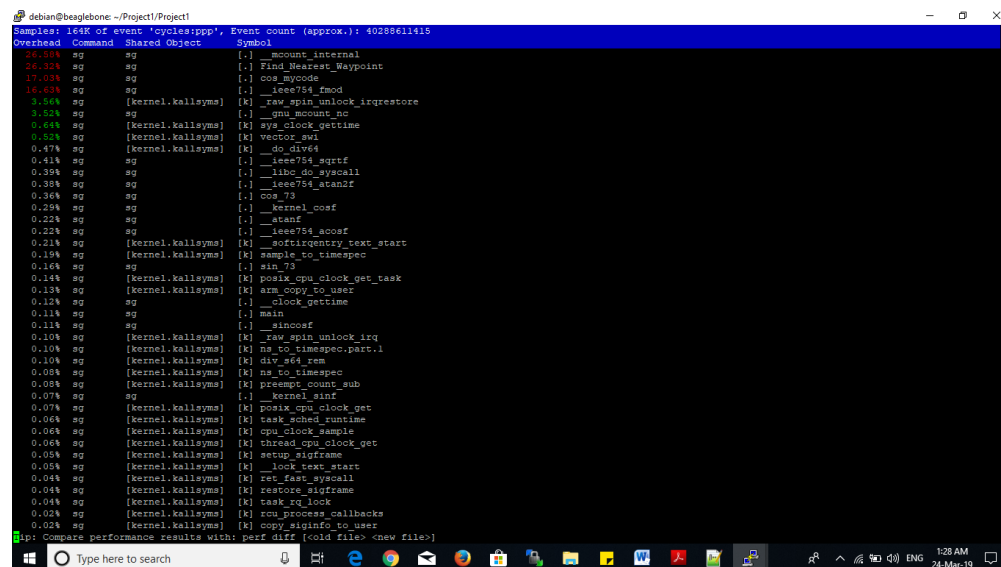 debian@beaglebone: ~/Project1/Project1
Samples: 164K of event 'cycles:ppp', Event count (approx.): 40288611415
Overhead Command Shared Object Symbol
26.58% sg sg [.] __mcount_internal
26.32% sg sg [.] Find_Nearest_Waypoint
17.03% sg sg [.] cos_mycode
16.63% sg sg [.] __ieee754_fmod
3.56% sg [kernel.kallsyms] [k] _raw_spin_unlock_irqrestore
3.52% sg sg [.] __gnu_mcount_nc
0.64% sg [kernel.kallsyms] [k] sys_clock_gettime
0.52% sg [kernel.kallsyms] [k] vector_swi
0.47% sg [kernel.kallsyms] [k] __do_div64
0.41% sg sg [.] __ieee754_sqrtf
0.39% sg sg [.] __libc_do_syscall
0.38% sg sg [.] __ieee754_atan2f
0.36% sg sg [.] cos_73
0.29% sg sg [.] __kernel_cosf
0.22% sg sg [.] __atanf
0.22% sg sg [.] __ieee754_acosf
0.21% sg [kernel.kallsyms] [k] __softirqentry_text_start
0.19% sg [kernel.kallsyms] [k] sample_to_timespec
0.16% sg sg [.] sin_73
0.14% sg [kernel.kallsyms] [k] posix_cpu_clock_get_task
0.13% sg [kernel.kallsyms] [k] arm_copy_to_user
0.12% sg sg [.] __clock_gettime
0.11% sg sg [.] main
0.11% sg sg [.] __sincosf
0.10% sg [kernel.kallsyms] [k] _raw_spin_unlock_irq
0.10% sg [kernel.kallsyms] [k] ns_to_timespec.part.1
0.10% sg [kernel.kallsyms] [k] div_s64_rem
0.08% sg [kernel.kallsyms] [k] ns_to_timespec
0.08% sg [kernel.kallsyms] [k] preempt_count_sub
0.07% sg sg [.] __kernel_sinf
0.07% sg [kernel.kallsyms] [k] posix_cpu_clock_get
0.06% sg [kernel.kallsyms] [k] task_sched_runtime
0.06% sg [kernel.kallsyms] [k] cpu_clock_sample
0.06% sg [kernel.kallsyms] [k] thread_cpu_clock_get
0.05% sg [kernel.kallsyms] [k] setup_sigframe
0.05% sg [kernel.kallsyms] [k] __lock_text_start
0.04% sg [kernel.kallsyms] [k] ret_fast_syscall
0.04% sg [kernel.kallsyms] [k] restore_sigframe
0.04% sg [kernel.kallsyms] [k] task_rq_lock
0.02% sg [kernel.kallsyms] [k] rcu_process_callbacks
0.02% sg [kernel.kallsyms] [k] copy_siginfo_to_user
Tip: Compare performance results with: perf diff [<old file> <new file>]
Type here to search
ENG
1:28 AM
24-Mar-19